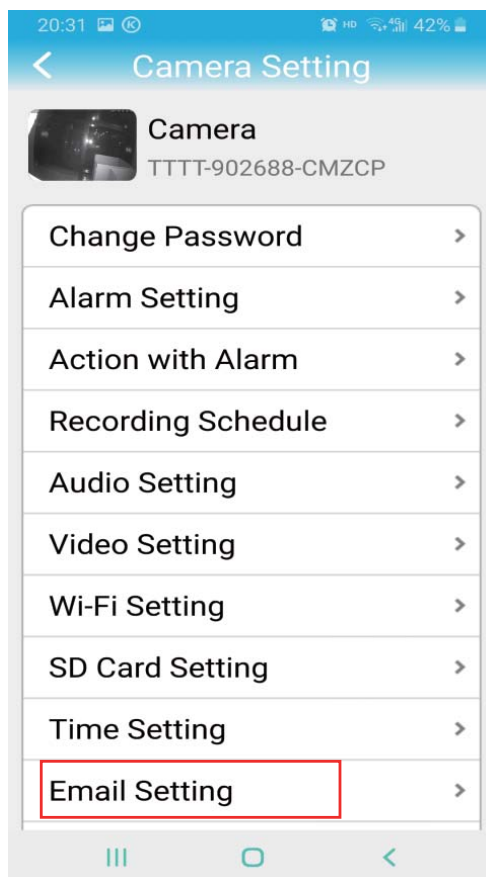 20:31 K HD 4G 42%
Camera Setting
Camera
TTTT-902688-CMZCP
Change Password
Alarm Setting
Action with Alarm
Recording Schedule
Audio Setting
Video Setting
Wi-Fi Setting
SD Card Setting
Time Setting
Email Setting